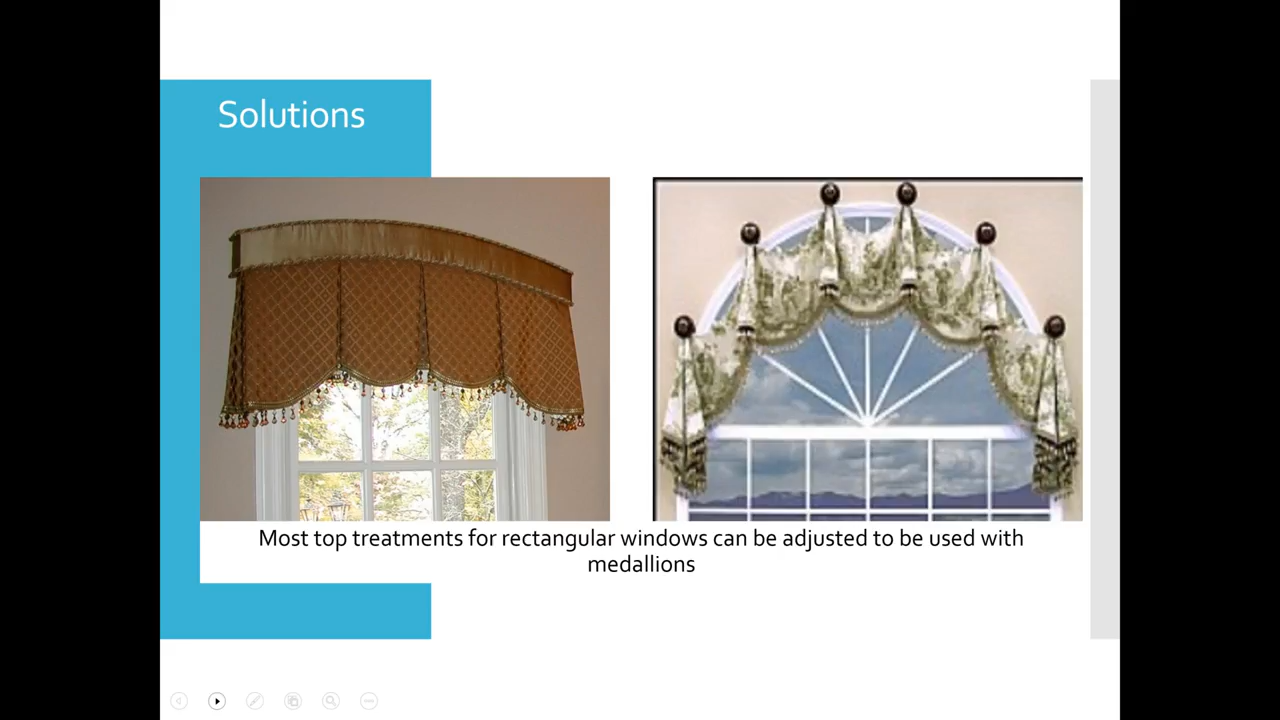 Solutions
Most top treatments for rectangular windows can be adjusted to be used with
medallions